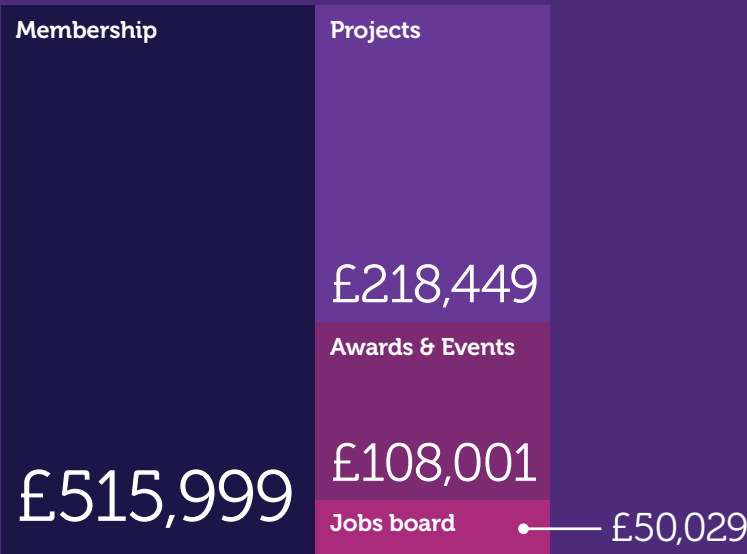 Membership
£515,999
Projects
£218,449
Awards & Events
£108,001
Jobs board
£50,029